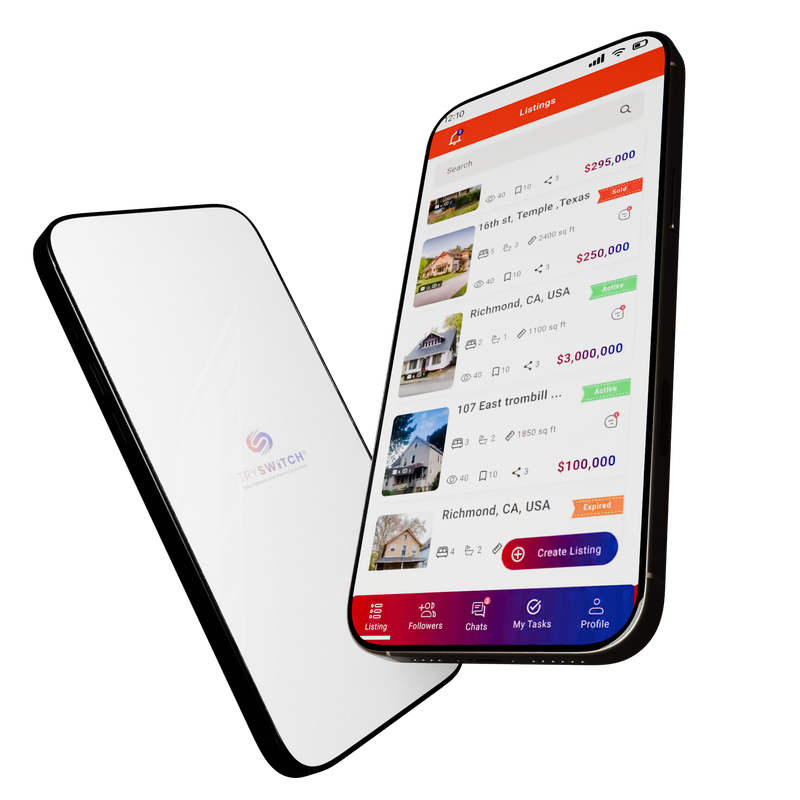 TRYSWiTCH
12:10
Listings
2
Search
$295,000
40
10
3
Sold
16th st, Temple ,Texas
5
3
2400 sq ft
$250,000
40
10
3
Active
Richmond, CA, USA
2
1
1100 sq ft
$3,000,000
40
10
3
Active
107 East trombill ...
3
2
1850 sq ft
$100,000
40
10
3
Expired
Richmond, CA, USA
4
2
Create Listing
Listing
Followers
Chats
My Tasks
Profile